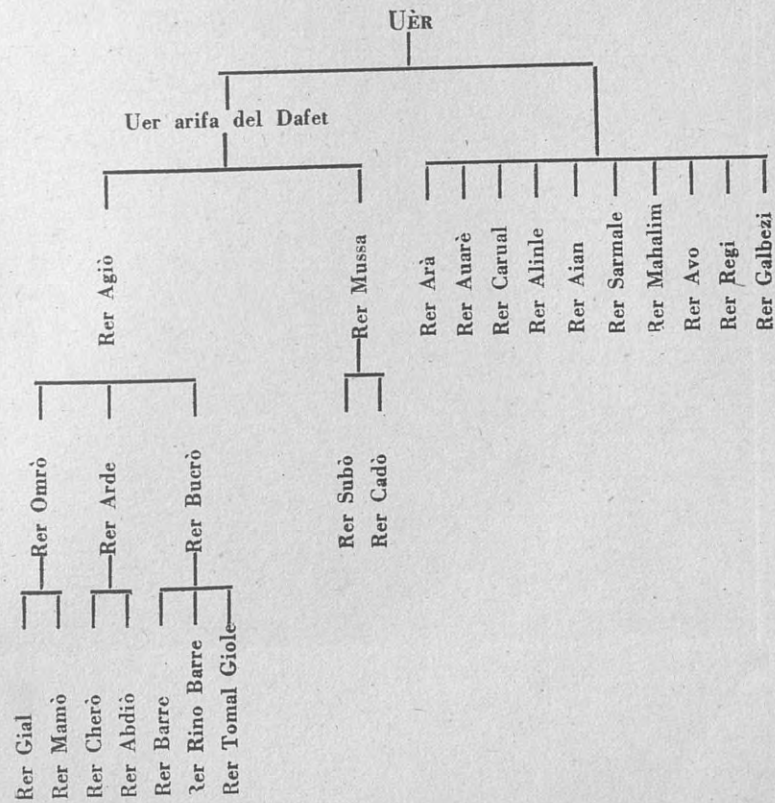 UÈR
Uer arifa del Dafet
Rer Agiò
Rer Mussa
Rer Arà
Rer Auarè
Rer Carual
Rer Alinle
Rer Aian
Rer Sarmale
Rer Mahalim
Rer Avo
Rer Regi
Rer Galbezi
Rer Omrò
Rer Arde
Rer Bucrò
Rer Subò
Rer Cadò
Rer Gial
Rer Mamò
Rer Cherò
Rer Abdiò
Rer Barre
Rer Rino Barre
Rer Tomal Giole